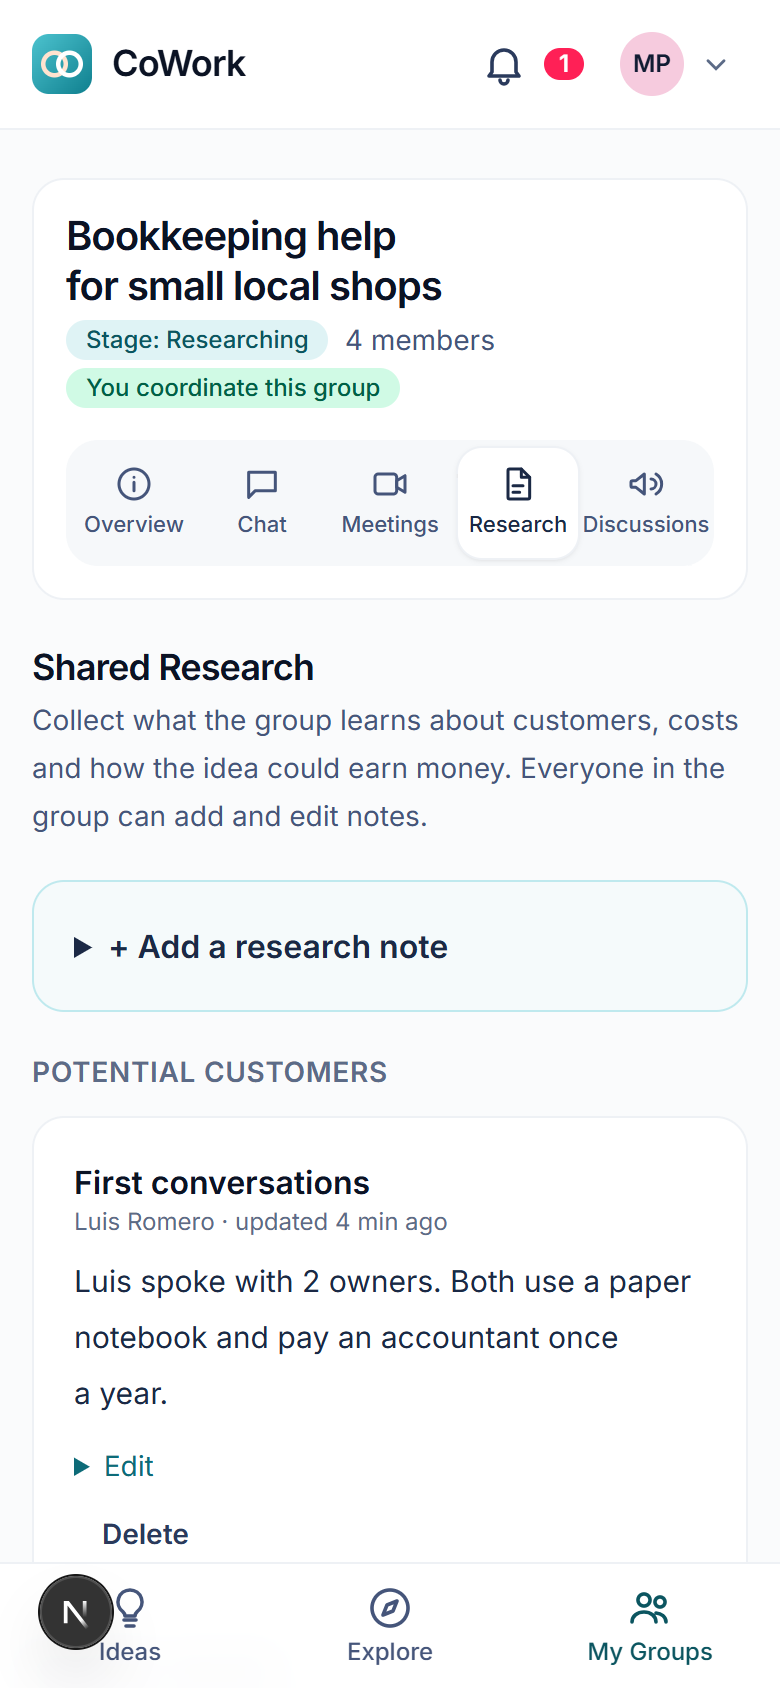 CoWork
1
MP
Bookkeeping help
for small local shops
Stage: Researching
4 members
You coordinate this group
Overview
Chat
Meetings
Research
Discussions
Shared Research
Collect what the group learns about customers, costs
and how the idea could earn money. Everyone in the
group can add and edit notes.
+ Add a research note
POTENTIAL CUSTOMERS
First conversations
Luis Romero · updated 4 min ago
Luis spoke with 2 owners. Both use a paper
notebook and pay an accountant once
a year.
Edit
Delete
N
Ideas
Explore
My Groups